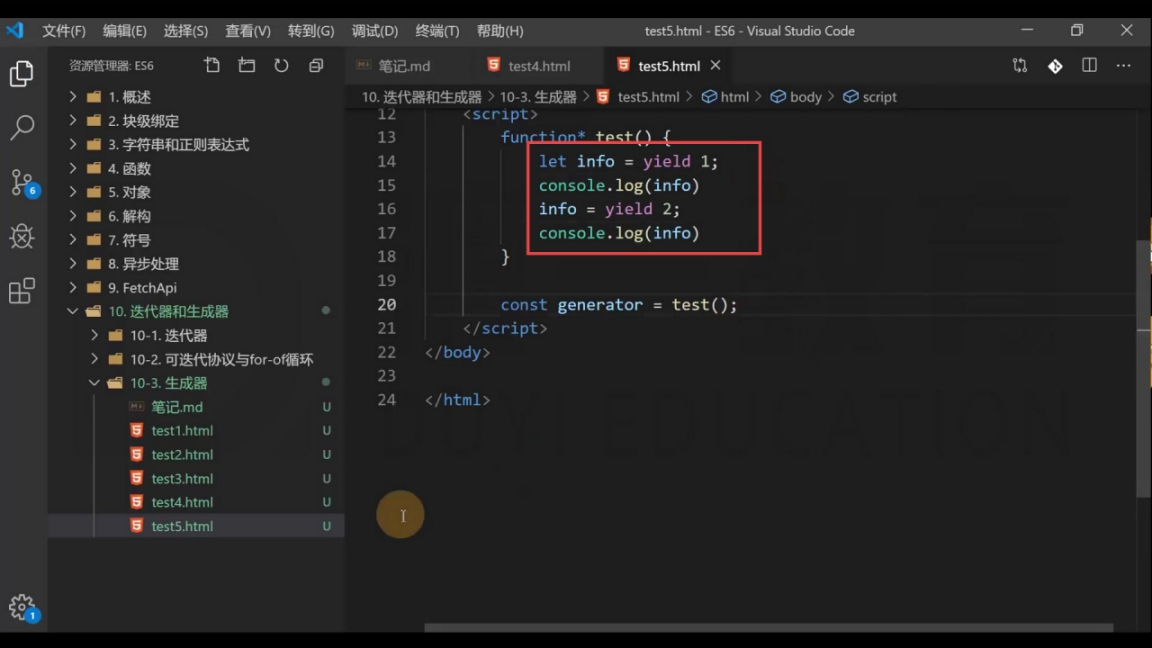 文件(F) 编辑(E) 选择(S) 查看(V) 转到(G) 调试(D) 终端(T) 帮助(H) test5.html - ES6 - Visual Studio Code
资源管理器: ES6
笔记.md test4.html test5.html
10. 迭代器和生成器 > 10-3. 生成器 > test5.html > html > body > script
1. 概述
2. 块级绑定
3. 字符串和正则表达式
4. 函数
5. 对象
6. 解构
7. 符号
8. 异步处理
9. FetchApi
10. 迭代器和生成器
10-1. 迭代器
10-2. 可迭代协议与for-of循环
10-3. 生成器
笔记.md U
test1.html U
test2.html U
test3.html U
test4.html U
test5.html U
6
1
12 <script>
13 function* test() {
14 let info = yield 1;
15 console.log(info)
16 info = yield 2;
17 console.log(info)
18 }
19
20 const generator = test();
21 </script>
22 </body>
23
24 </html>
DUYI EDUCATION